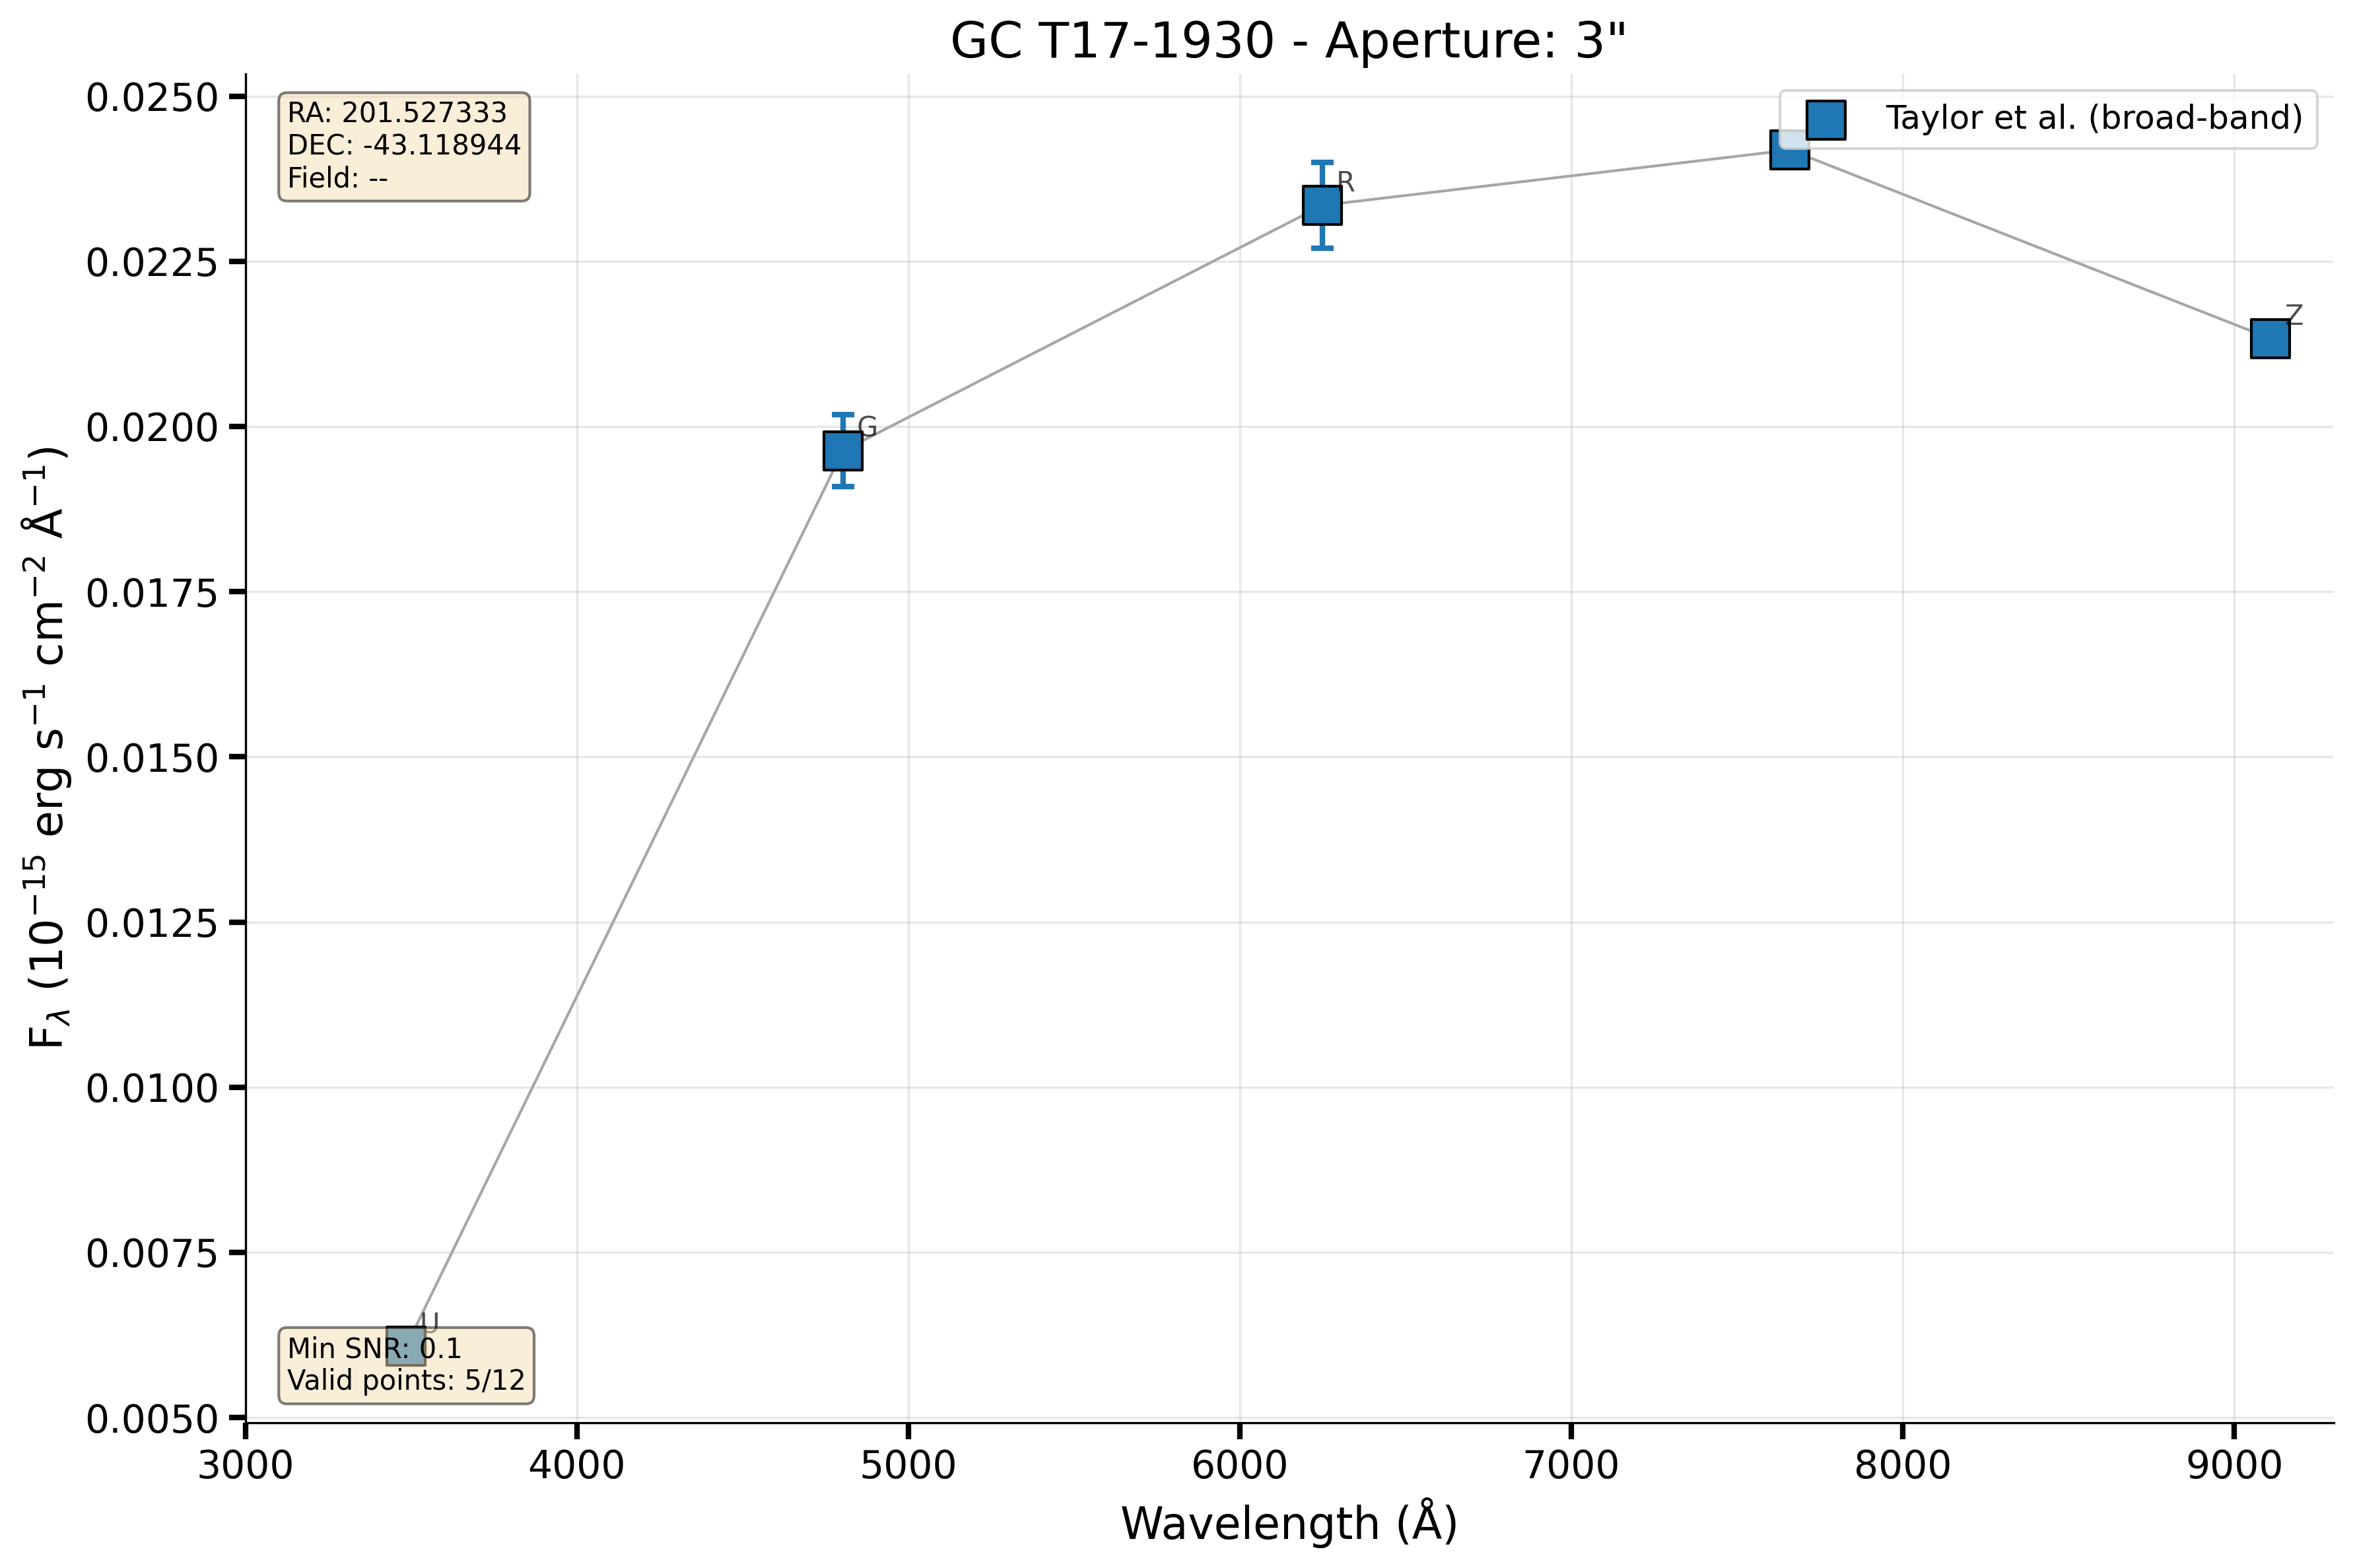 GC T17-1930 - Aperture: 3"
RA: 201.527333
DEC: -43.118944
Field: --
Taylor et al. (broad-band)
R
Z
G
U
Min SNR: 0.1
Valid points: 5/12
0.0250
0.0225
0.0200
0.0175
0.0150
0.0125
0.0100
0.0075
0.0050
F_λ (10⁻¹⁵ erg s⁻¹ cm⁻² Å⁻¹)
3000 4000 5000 6000 7000 8000 9000
Wavelength (Å)